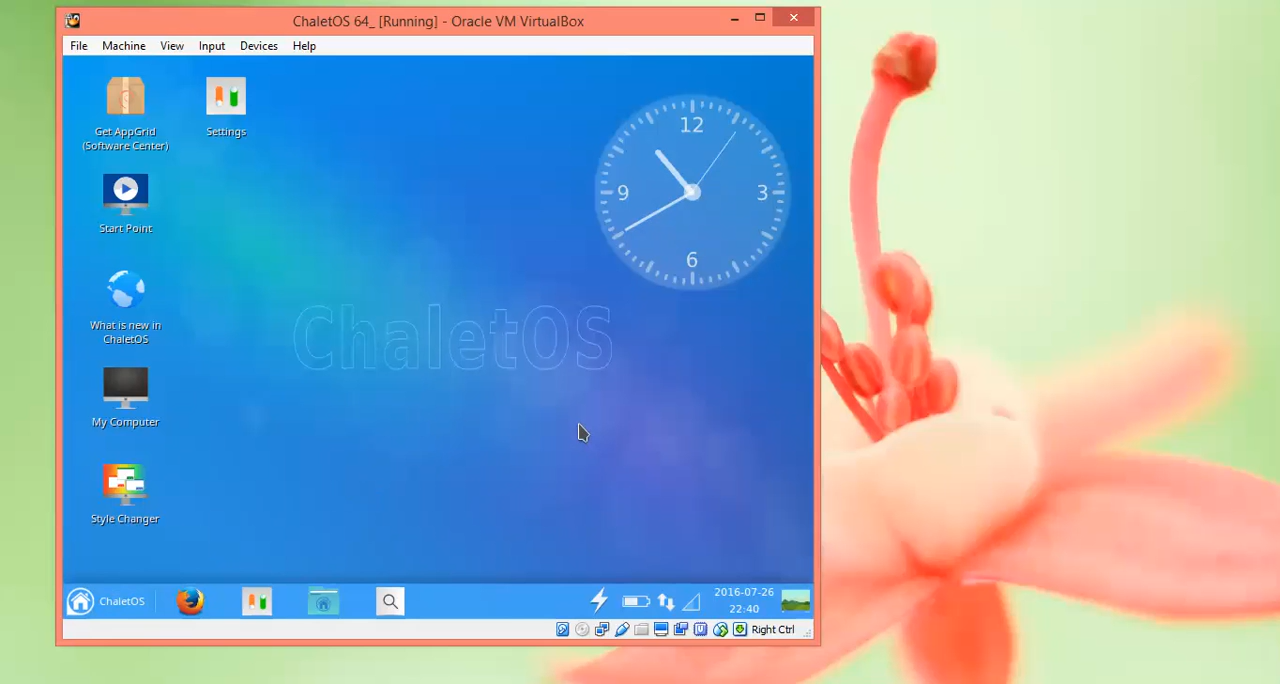 ChaletOS 64_ [Running] - Oracle VM VirtualBox
File Machine View Input Devices Help
Get AppGrid
(Software Center)
Settings
Start Point
What is new in
ChaletOS
My Computer
Style Changer
12
9
3
6
ChaletOS
ChaletOS
2016-07-26
22:40
Right Ctrl